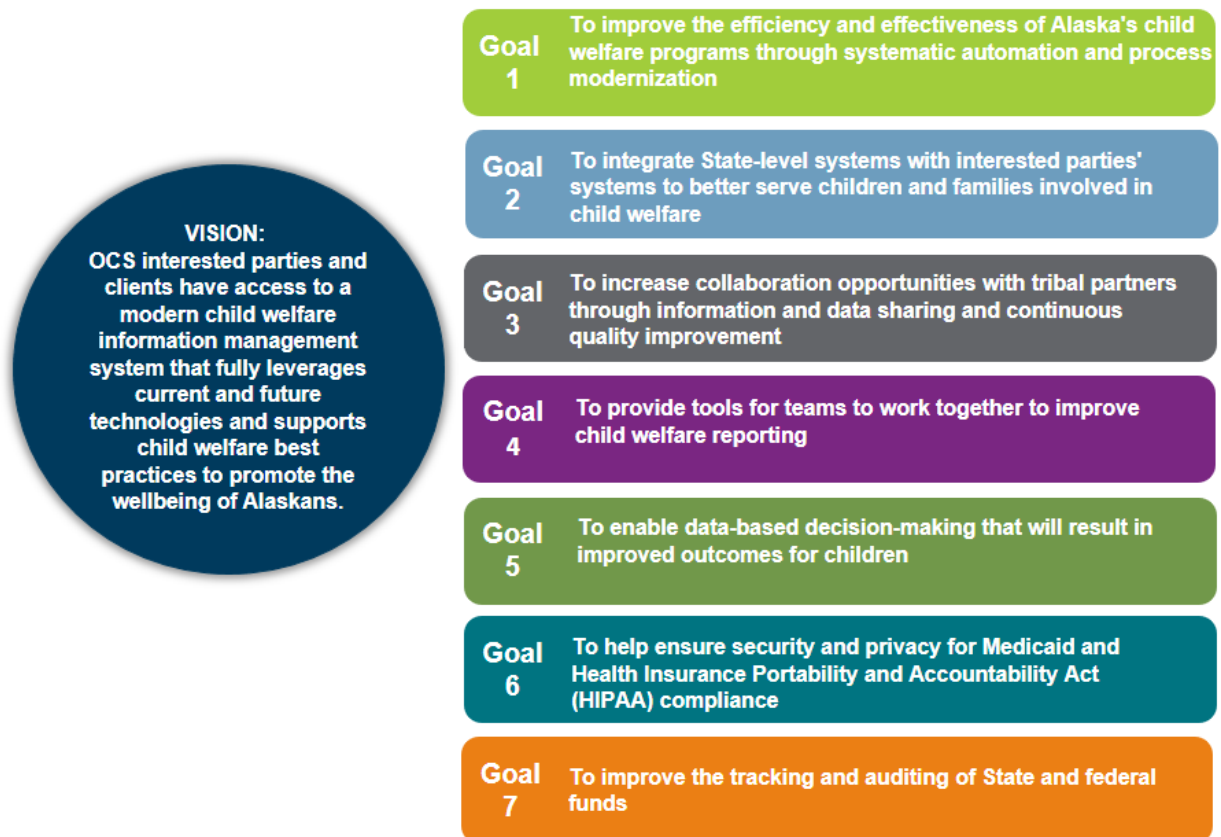 VISION:
OCS interested parties and
clients have access to a
modern child welfare
information management
system that fully leverages
current and future
technologies and supports
child welfare best
practices to promote the
wellbeing of Alaskans.
Goal
1
To improve the efficiency and effectiveness of Alaska's child
welfare programs through systematic automation and process
modernization
Goal
2
To integrate State-level systems with interested parties'
systems to better serve children and families involved in
child welfare
Goal
3
To increase collaboration opportunities with tribal partners
through information and data sharing and continuous
quality improvement
Goal
4
To provide tools for teams to work together to improve
child welfare reporting
Goal
5
To enable data-based decision-making that will result in
improved outcomes for children
Goal
6
To help ensure security and privacy for Medicaid and
Health Insurance Portability and Accountability Act
(HIPAA) compliance
Goal
7
To improve the tracking and auditing of State and federal
funds